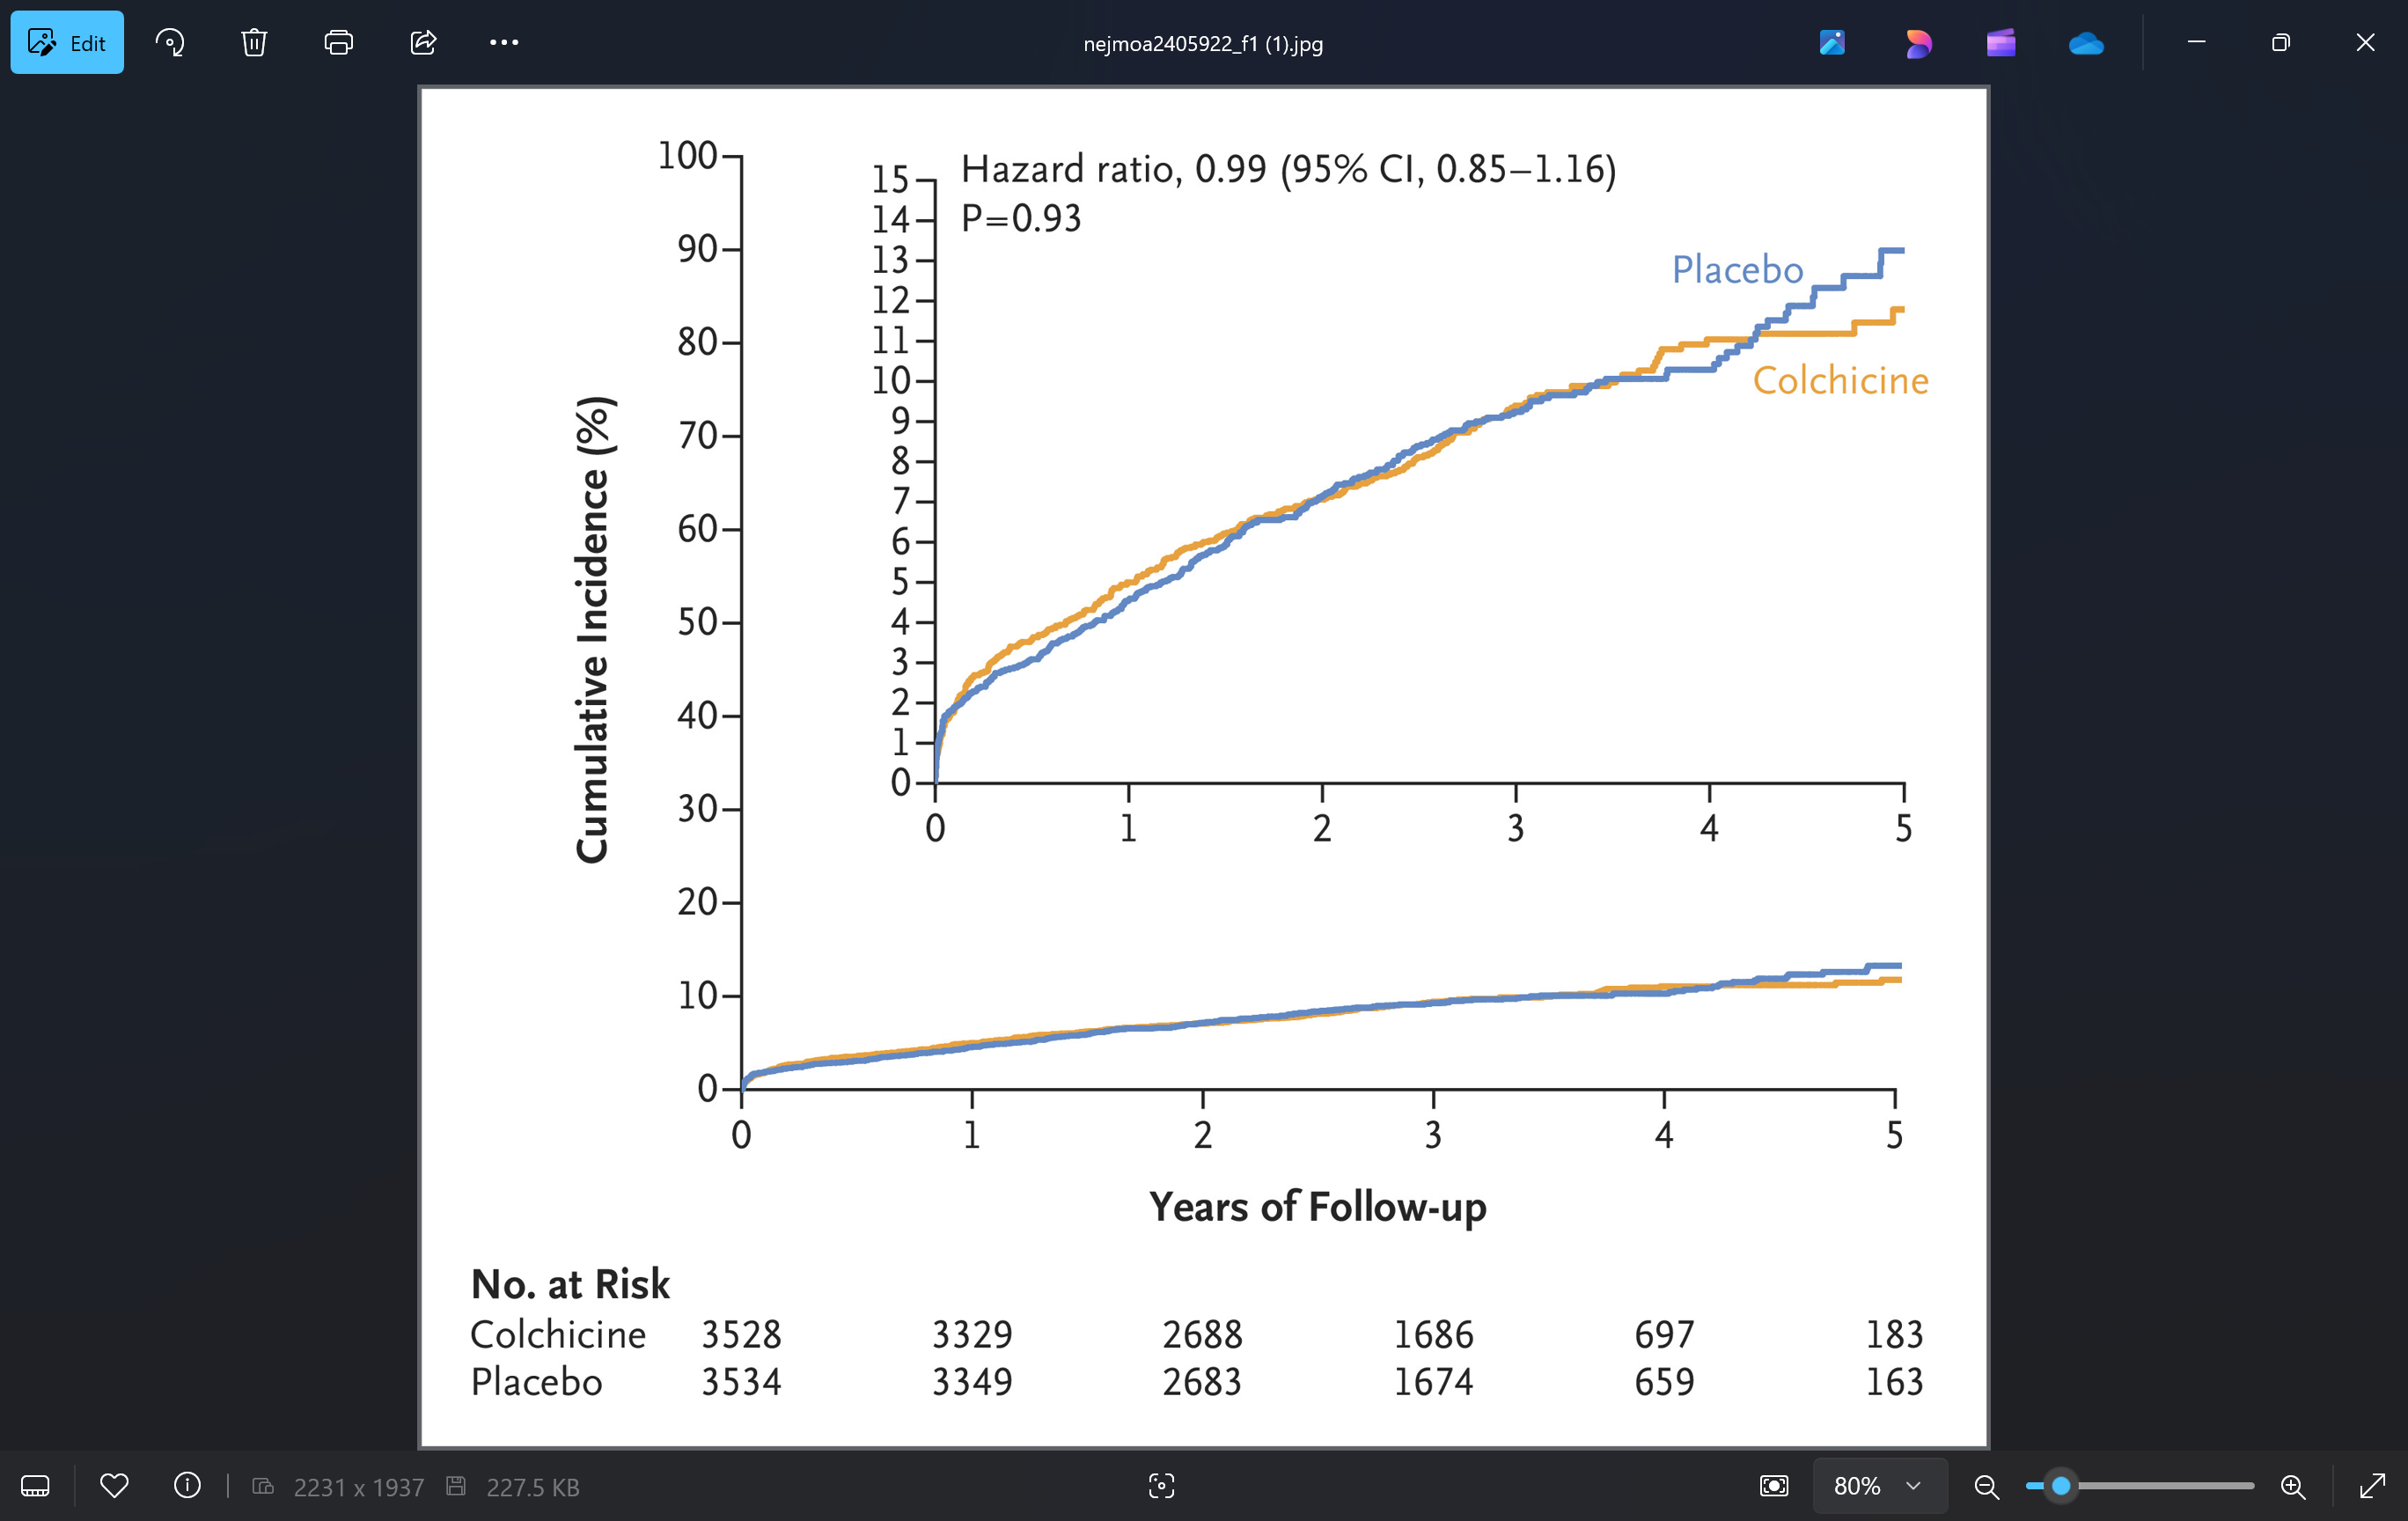 Edit
nejmoa2405922_f1 (1).jpg
Hazard ratio, 0.99 (95% CI, 0.85–1.16)
P=0.93
100
90
80
70
60
50
40
30
20
10
0
Cumulative Incidence (%)
15
14
13
12
11
10
9
8
7
6
5
4
3
2
1
0
Placebo
Colchicine
0 1 2 3 4 5
0 1 2 3 4 5
Years of Follow-up
No. at Risk
Colchicine 3528 3329 2688 1686 697 183
Placebo 3534 3349 2683 1674 659 163
2231 x 1937 227.5 KB 80%